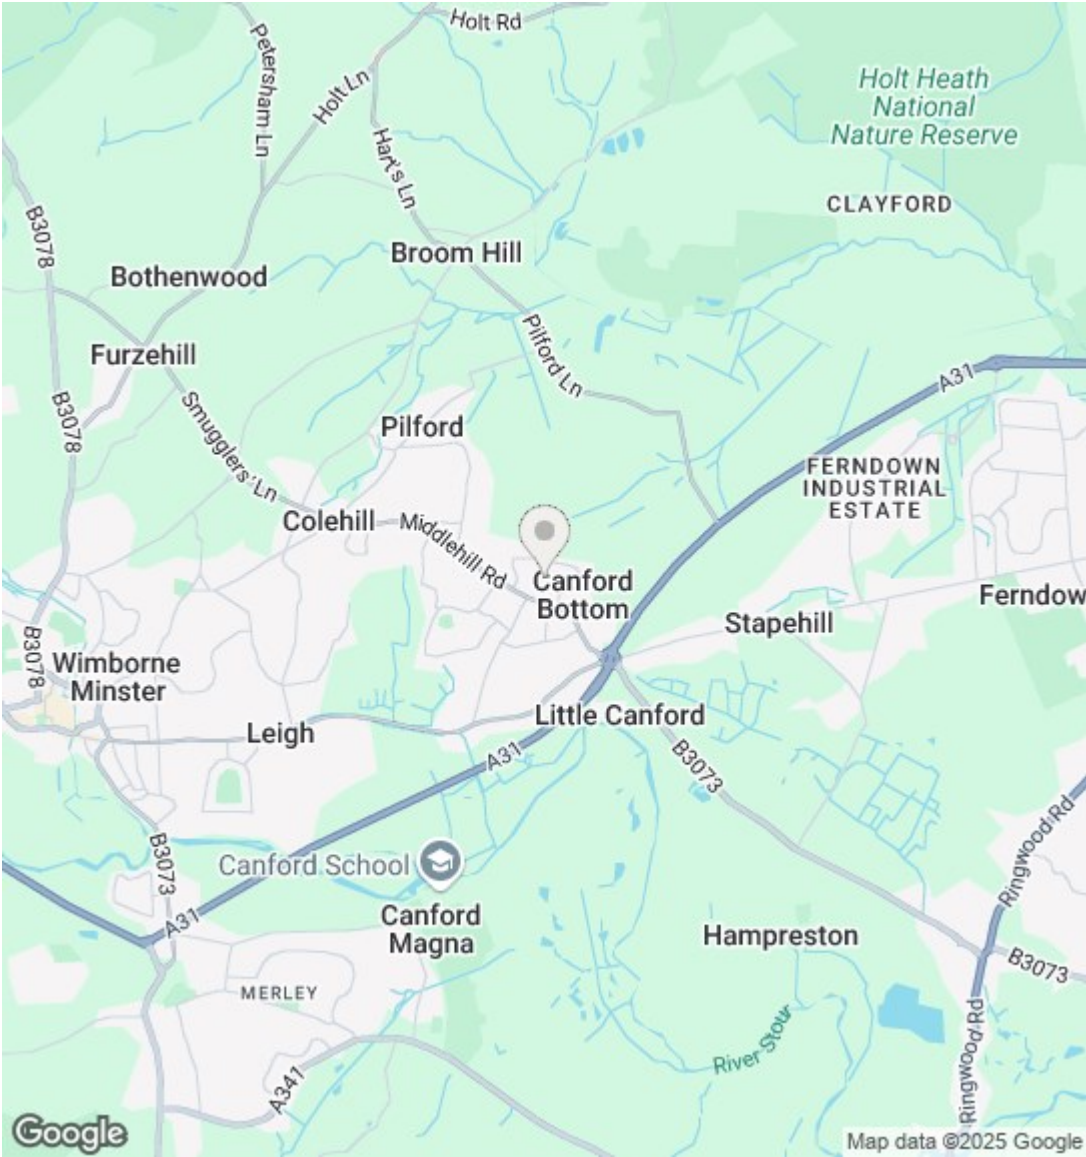 Holt Rd
Petersham Ln
Holt Ln
Hart's Ln
Holt Heath
National
Nature Reserve
CLAYFORD
B3078
Broom Hill
Bothenwood
Furzehill
Pilford Ln
A31
B3078
Smugglers' Ln
Pilford
FERNDOWN
INDUSTRIAL
ESTATE
Colehill
Middlehill Rd
Canford
Bottom
Ferndow
Stapehill
B3078
Wimborne
Minster
Little Canford
Leigh
A31
B3073
Ringwood Rd
B3073
Canford School
A31
Canford
Magna
Hampreston
B3073
MERLEY
Ringwood Rd
River Stour
A341
Google
Map data ©2025 Google